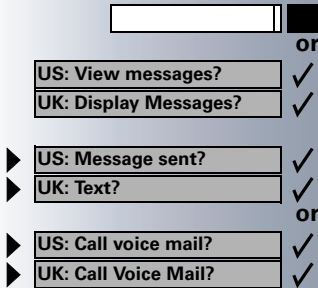 or
US: View messages?
UK: Display Messages?
US: Message sent?
UK: Text?
or
US: Call voice mail?
UK: Call Voice Mail?